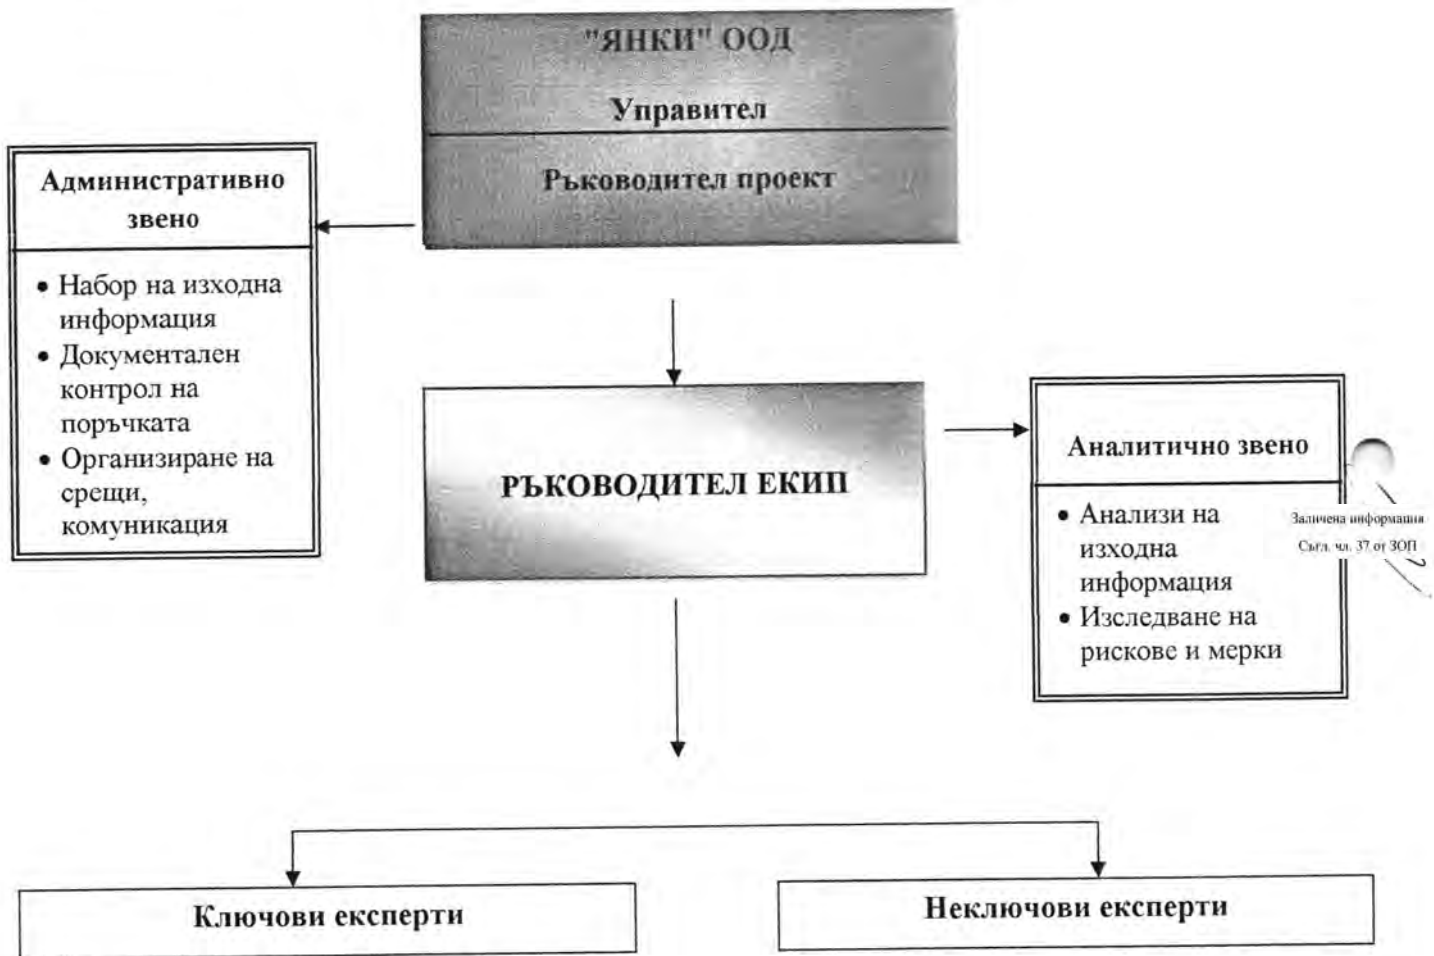 "ЯНКИ" ООД
Управител
Ръководител проект
Административно
звено
• Набор на изходна
информация
• Документален
контрол на
поръчката
• Организиране на
срещи,
комуникация
РЪКОВОДИТЕЛ ЕКИП
Аналитично звено
• Анализи на
изходна
информация
• Изследване на
рискове и мерки
Заличена информация
Съгл. чл. 37 от ЗОП
Ключови експерти
Неключови експерти